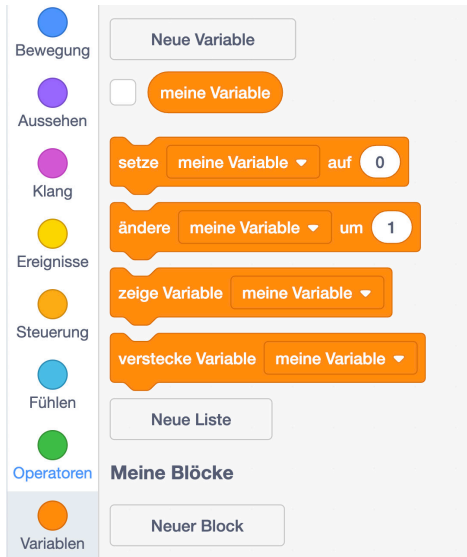 Bewegung
Aussehen
Klang
Ereignisse
Steuerung
Fühlen
Operatoren
Variablen
Neue Variable
meine Variable
setze meine Variable auf 0
ändere meine Variable um 1
zeige Variable meine Variable
verstecke Variable meine Variable
Neue Liste
Meine Blöcke
Neuer Block